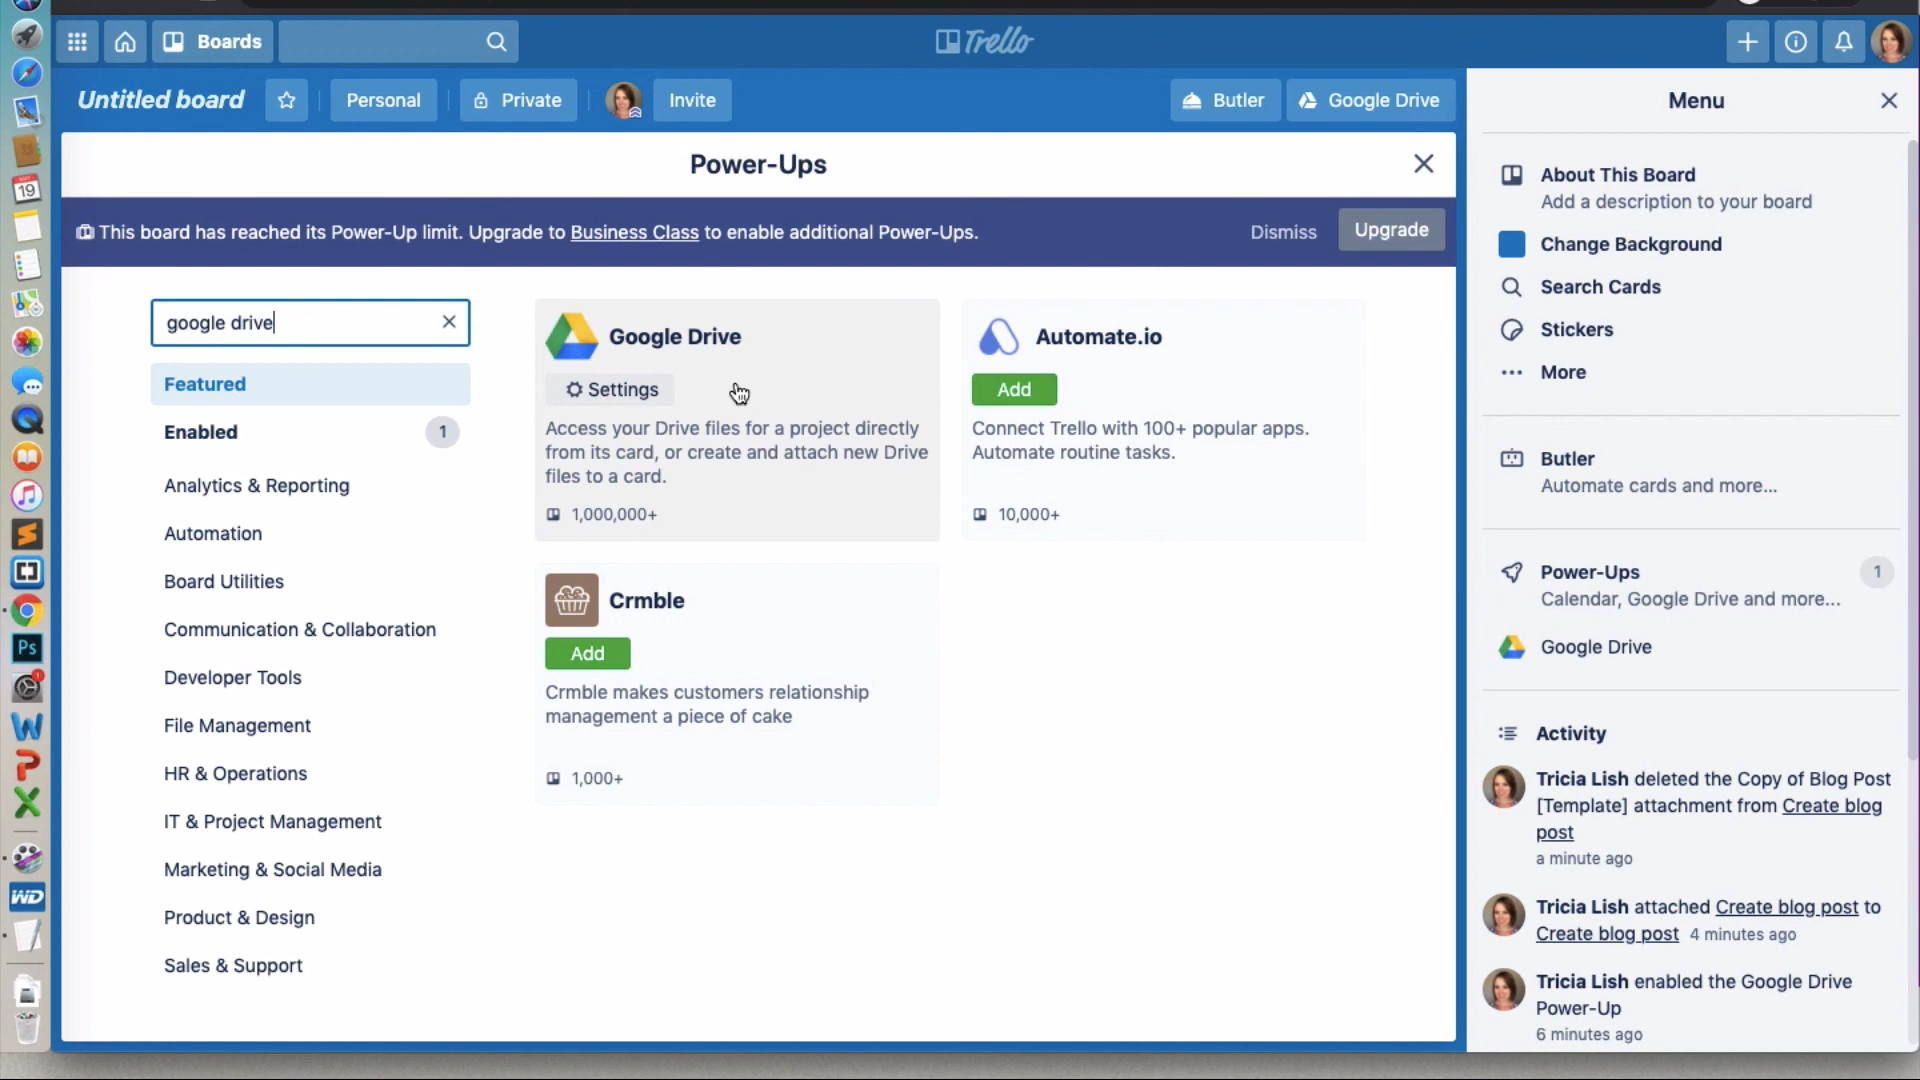 Boards
Trello
Untitled board
Personal
Private
Invite
Butler
Google Drive
Menu
Power-Ups
This board has reached its Power-Up limit. Upgrade to Business Class to enable additional Power-Ups.
Dismiss
Upgrade
google drive
Featured
Enabled
1
Analytics & Reporting
Automation
Board Utilities
Communication & Collaboration
Developer Tools
File Management
HR & Operations
IT & Project Management
Marketing & Social Media
Product & Design
Sales & Support
Google Drive
Settings
Access your Drive files for a project directly
from its card, or create and attach new Drive
files to a card.
1,000,000+
Automate.io
Add
Connect Trello with 100+ popular apps.
Automate routine tasks.
10,000+
Crmble
Add
Crmble makes customers relationship
management a piece of cake
1,000+
About This Board
Add a description to your board
Change Background
Search Cards
Stickers
More
Butler
Automate cards and more...
Power-Ups
1
Calendar, Google Drive and more...
Google Drive
Activity
Tricia Lish deleted the Copy of Blog Post
[Template] attachment from Create blog
post
a minute ago
Tricia Lish attached Create blog post to
Create blog post 4 minutes ago
Tricia Lish enabled the Google Drive
Power-Up
6 minutes ago
19
Ps
1
W
P
X
WD